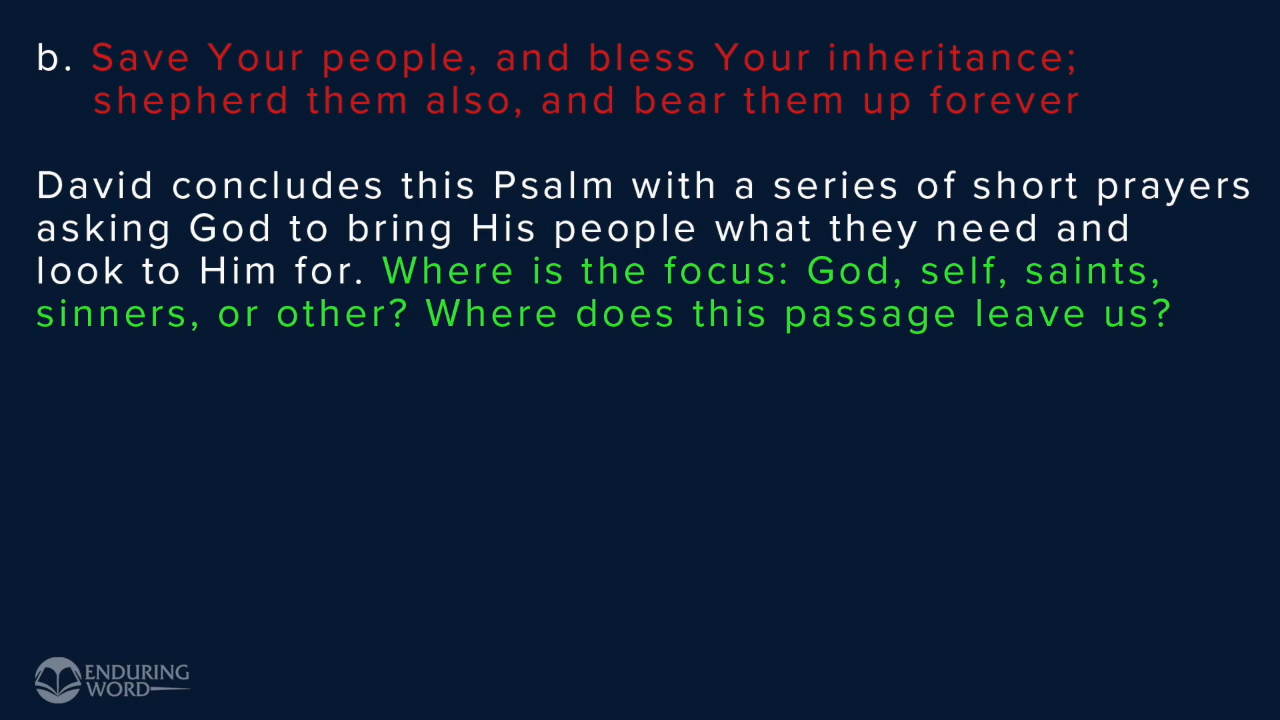 b. Save Your people, and bless Your inheritance;
shepherd them also, and bear them up forever
David concludes this Psalm with a series of short prayers
asking God to bring His people what they need and
look to Him for. Where is the focus: God, self, saints,
sinners, or other? Where does this passage leave us?
ENDURING
WORD